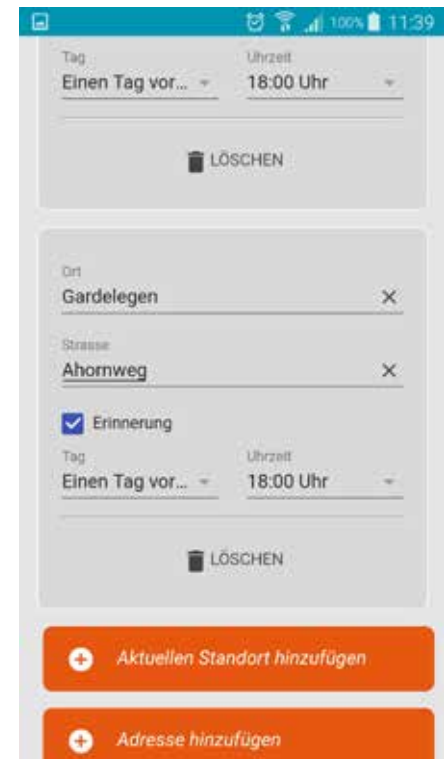 100% 11:39
Tag Uhrzeit
Einen Tag vor... 18:00 Uhr
LÖSCHEN
Ort
Gardelegen
Strasse
Ahornweg
Erinnerung
Tag Uhrzeit
Einen Tag vor... 18:00 Uhr
LÖSCHEN
Aktuellen Standort hinzufügen
Adresse hinzufügen